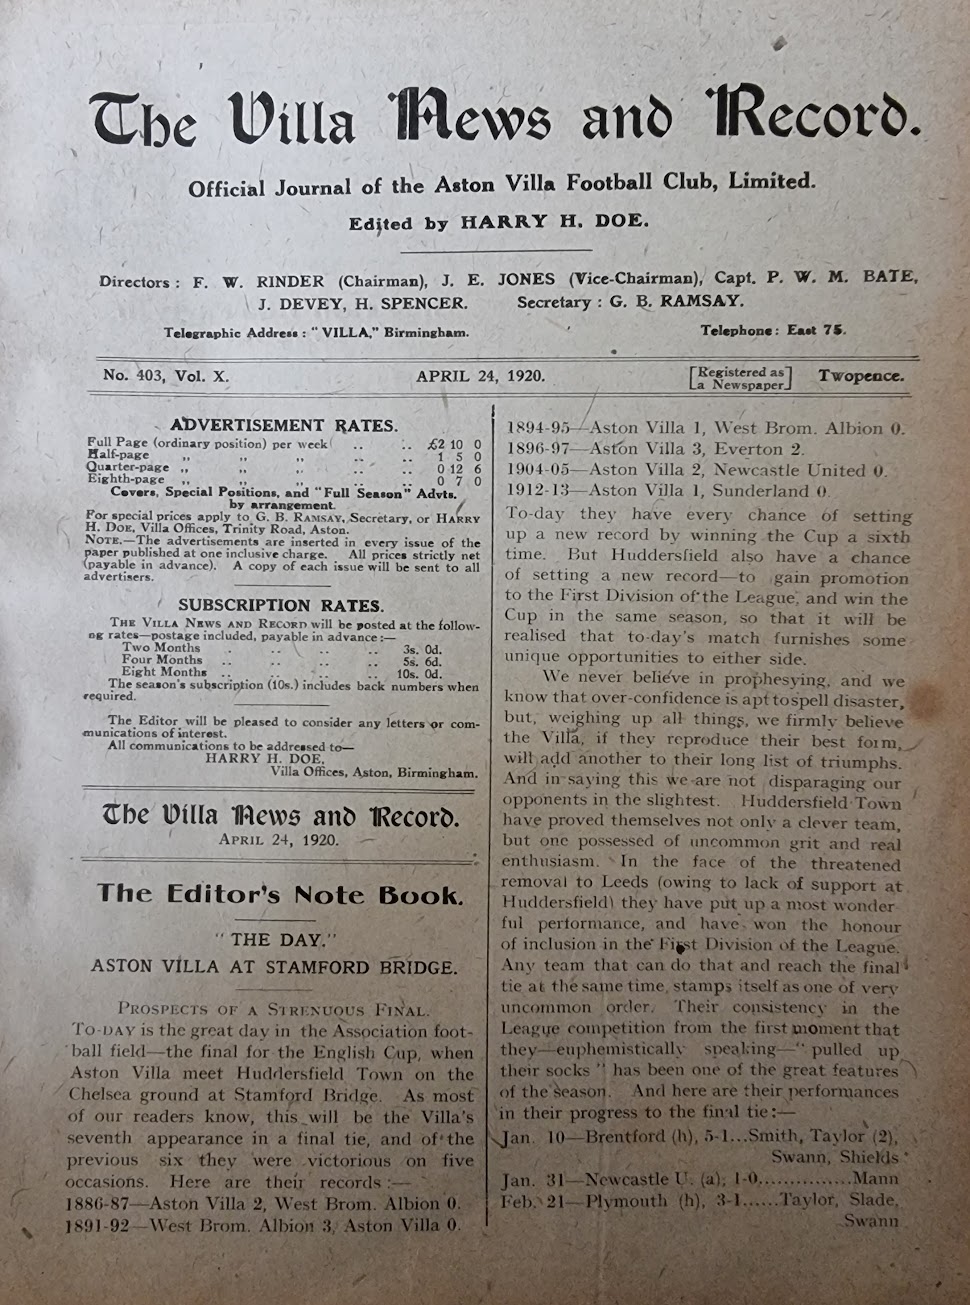 The Villa News and Record.
Official Journal of the Aston Villa Football Club, Limited.
Edited by HARRY H. DOE.
Directors : F. W. RINDER (Chairman), J. E. JONES (Vice-Chairman), Capt. P. W. M. BATE,
J. DEVEY, H. SPENCER. Secretary : G. B. RAMSAY.
Telegraphic Address : "VILLA," Birmingham. Telephone: East 75.
No. 403, Vol. X. APRIL 24, 1920. [Registered as a Newspaper] Twopence.
ADVERTISEMENT RATES.
Full Page (ordinary position) per week .. .. £2 10 0
Half-page ,, ,, ,, .. .. 1 5 0
Quarter-page ,, ,, ,, .. .. 0 12 6
Eighth-page ,, ,, ,, .. .. 0 7 0
Covers, Special Positions, and "Full Season" Advts.
by arrangement.
For special prices apply to G. B. RAMSAY, Secretary, or HARRY
H. DOE, Villa Offices, Trinity Road, Aston.
NOTE.—The advertisements are inserted in every issue of the
paper published at one inclusive charge. All prices strictly net
(payable in advance). A copy of each issue will be sent to all
advertisers.
SUBSCRIPTION RATES.
THE VILLA NEWS AND RECORD will be posted at the follow-
ng rates—postage included, payable in advance :—
Two Months .. .. .. .. 3s. 0d.
Four Months .. .. .. .. 5s. 6d.
Eight Months .. .. .. .. 10s. 0d.
The season's subscription (10s.) includes back numbers when
required.
The Editor will be pleased to consider any letters or com-
munications of interest.
All communications to be addressed to—
HARRY H. DOE,
Villa Offices, Aston, Birmingham.
The Villa News and Record.
APRIL 24, 1920.
The Editor's Note Book.
"THE DAY."
ASTON VILLA AT STAMFORD BRIDGE.
PROSPECTS OF A STRENUOUS FINAL.
TO-DAY is the great day in the Association foot-
ball field—the final for the English Cup, when
Aston Villa meet Huddersfield Town on the
Chelsea ground at Stamford Bridge. As most
of our readers know, this will be the Villa's
seventh appearance in a final tie, and of the
previous six they were victorious on five
occasions. Here are their records :—
1886-87—Aston Villa 2, West Brom. Albion 0.
1891-92—West Brom. Albion 3, Aston Villa 0.
1894-95—Aston Villa 1, West Brom. Albion 0.
1896-97—Aston Villa 3, Everton 2.
1904-05—Aston Villa 2, Newcastle United 0.
1912-13—Aston Villa 1, Sunderland 0.
To-day they have every chance of setting
up a new record by winning the Cup a sixth
time. But Huddersfield also have a chance
of setting a new record—to gain promotion
to the First Division of the League, and win the
Cup in the same season, so that it will be
realised that to-day's match furnishes some
unique opportunities to either side.
We never believe in prophesying, and we
know that over-confidence is apt to spell disaster,
but, weighing up all things, we firmly believe
the Villa, if they reproduce their best form,
will add another to their long list of triumphs.
And in saying this we are not disparaging our
opponents in the slightest. Huddersfield Town
have proved themselves not only a clever team,
but one possessed of uncommon grit and real
enthusiasm. In the face of the threatened
removal to Leeds (owing to lack of support at
Huddersfield) they have put up a most wonder-
ful performance, and have won the honour
of inclusion in the First Division of the League.
Any team that can do that and reach the final
tie at the same time, stamps itself as one of very
uncommon order. Their consistency in the
League competition from the first moment that
they—euphemistically speaking—"pulled up
their socks" has been one of the great features
of the season. And here are their performances
in their progress to the final tie :—
Jan. 10—Brentford (h), 5-1...Smith, Taylor (2),
Swann, Shields
Jan. 31—Newcastle U. (a), 1-0..............Mann
Feb. 21—Plymouth (h), 3-1......Taylor, Slade,
Swann